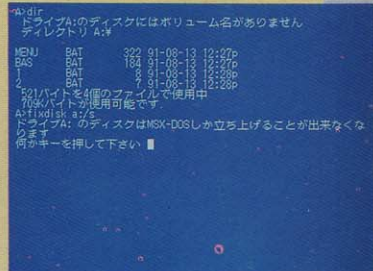 A>dir
ドライブA:のディスクにはボリューム名がありません
ディレクトリ A:¥
MENU BAT 322 91-08-13 12:27p
BAS BAT 184 91-08-13 12:27p
1 BAT 8 91-08-13 12:28p
2 BAT 7 91-08-13 12:28p
521バイトを4個のファイルで使用中
709Kバイトが使用可能です.
A>fixdisk a:/s
ドライブA: のディスクはMSX-DOSしか立ち上げることが出来なくな
ります
何かキーを押して下さい